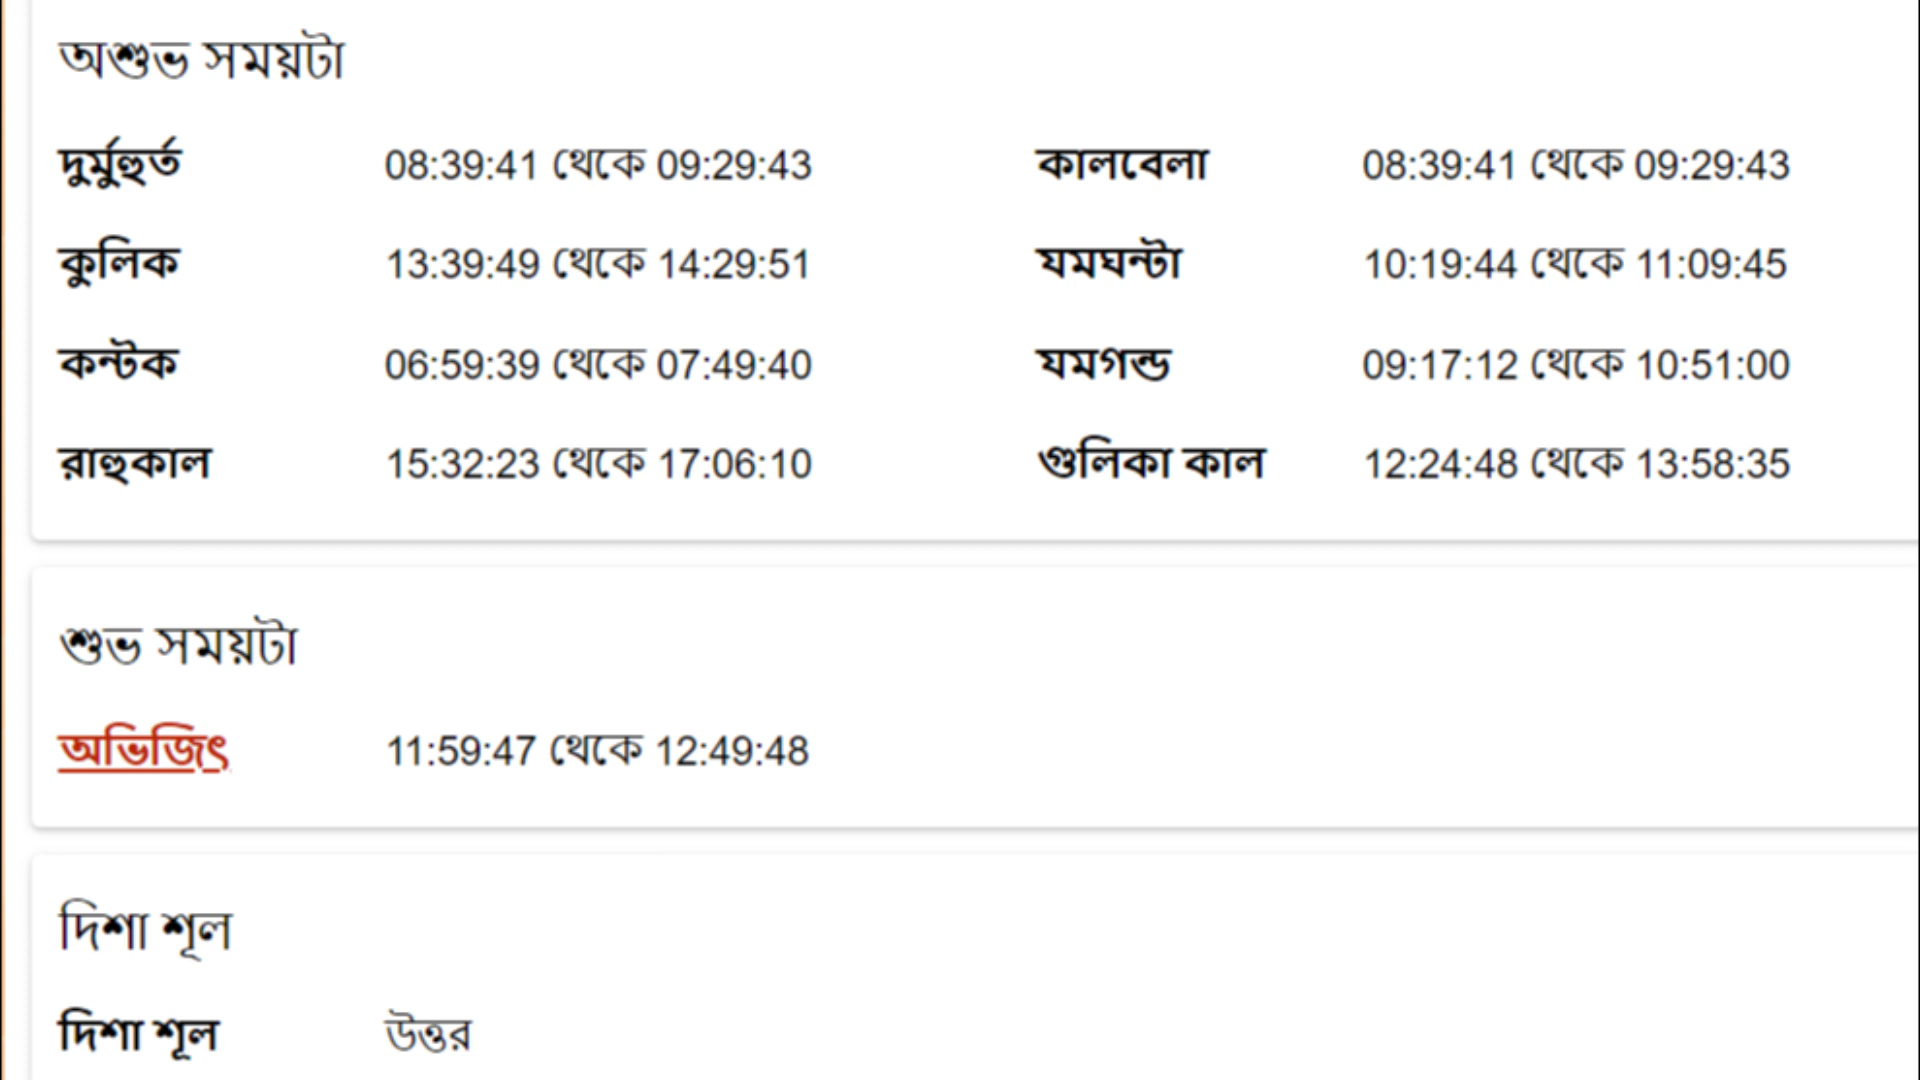 অশুভ সময়টা
দুর্মুহুর্ত 08:39:41 থেকে 09:29:43 কালবেলা 08:39:41 থেকে 09:29:43
কুলিক 13:39:49 থেকে 14:29:51 যমঘন্টা 10:19:44 থেকে 11:09:45
কন্টক 06:59:39 থেকে 07:49:40 যমগন্ড 09:17:12 থেকে 10:51:00
রাহুকাল 15:32:23 থেকে 17:06:10 গুলিকা কাল 12:24:48 থেকে 13:58:35
শুভ সময়টা
অভিজিৎ 11:59:47 থেকে 12:49:48
দিশা শূল
দিশা শূল উত্তর